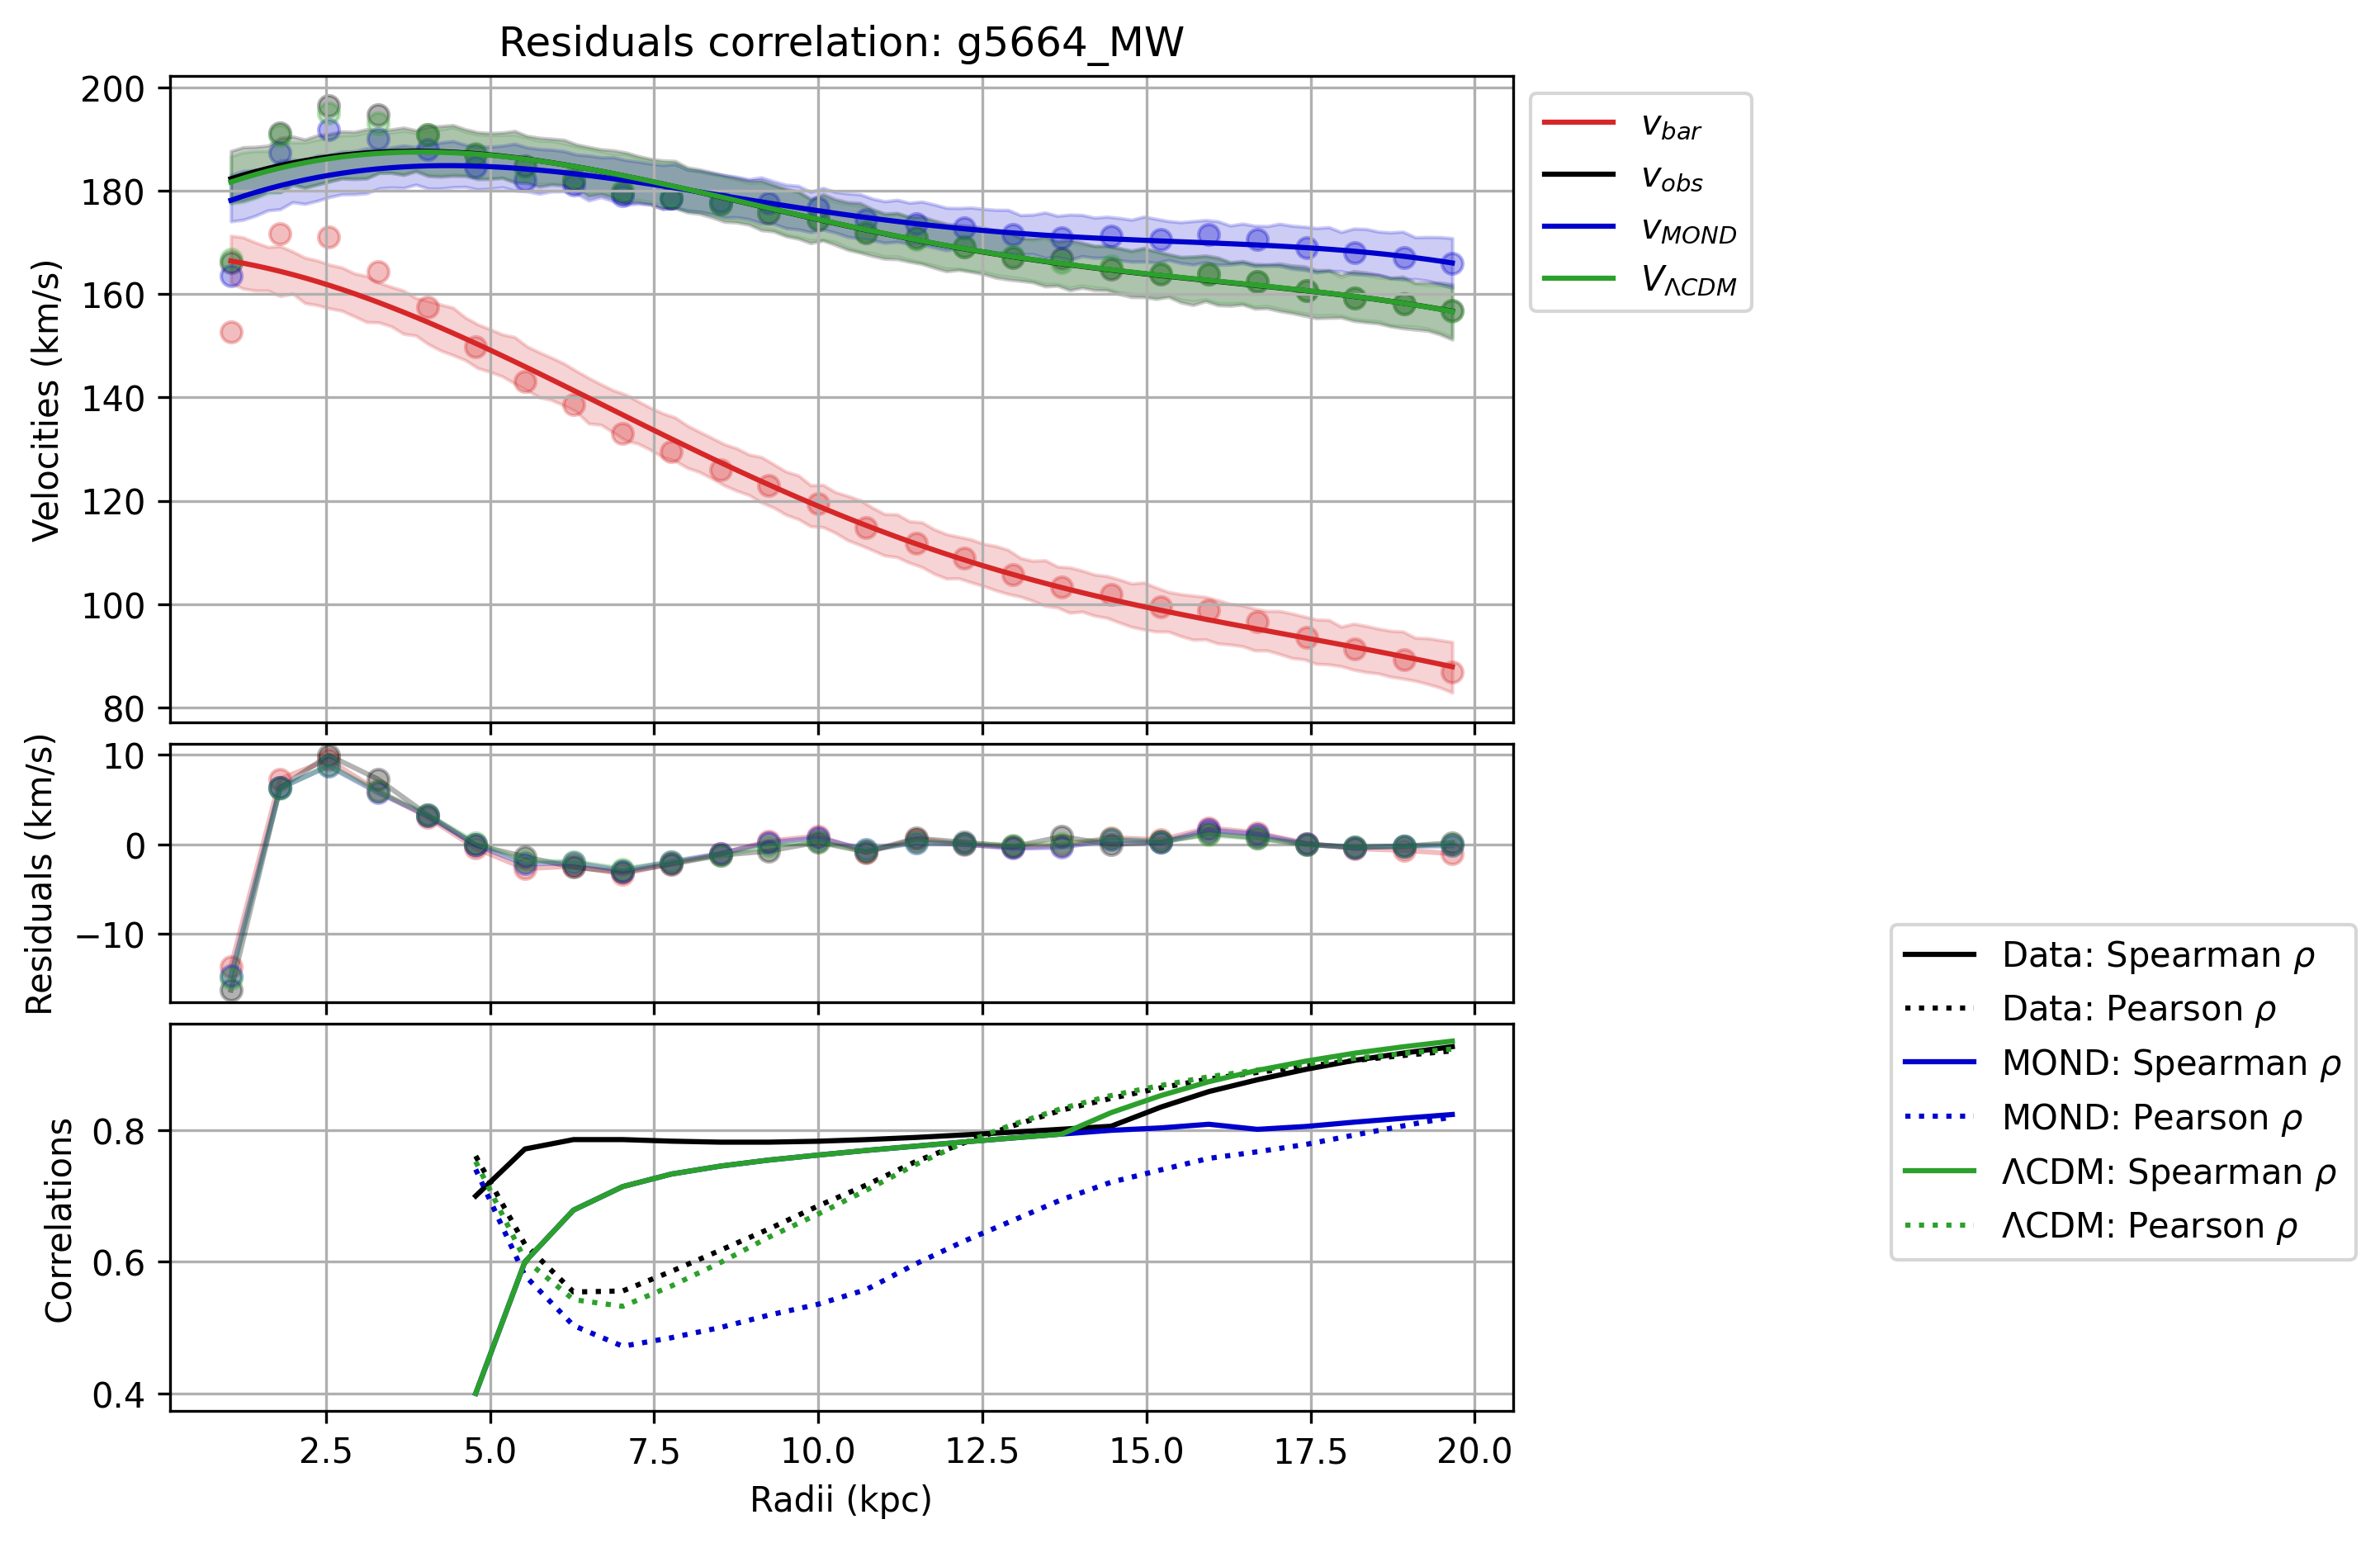 Residuals correlation: g5664_MW
Velocities (km/s)
200
180
160
140
120
100
80
v_bar
v_obs
v_MOND
V_ΛCDM
Residuals (km/s)
10
0
−10
Correlations
0.8
0.6
0.4
2.5 5.0 7.5 10.0 12.5 15.0 17.5 20.0
Radii (kpc)
Data: Spearman ρ
Data: Pearson ρ
MOND: Spearman ρ
MOND: Pearson ρ
ΛCDM: Spearman ρ
ΛCDM: Pearson ρ